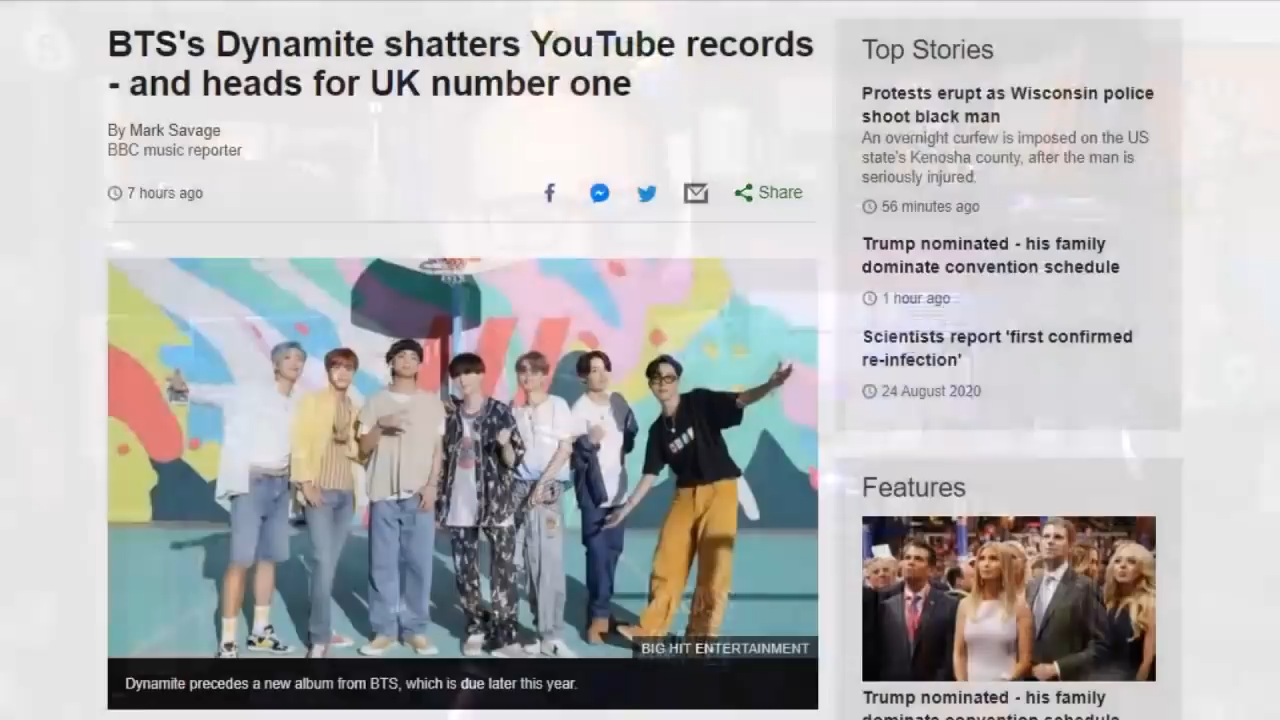 BTS's Dynamite shatters YouTube records
- and heads for UK number one
By Mark Savage
BBC music reporter
7 hours ago
Share
BIG HIT ENTERTAINMENT
Dynamite precedes a new album from BTS, which is due later this year.
Top Stories
Protests erupt as Wisconsin police
shoot black man
An overnight curfew is imposed on the US
state's Kenosha county, after the man is
seriously injured.
56 minutes ago
Trump nominated - his family
dominate convention schedule
1 hour ago
Scientists report 'first confirmed
re-infection'
24 August 2020
Features
Trump nominated - his family
dominate convention schedule